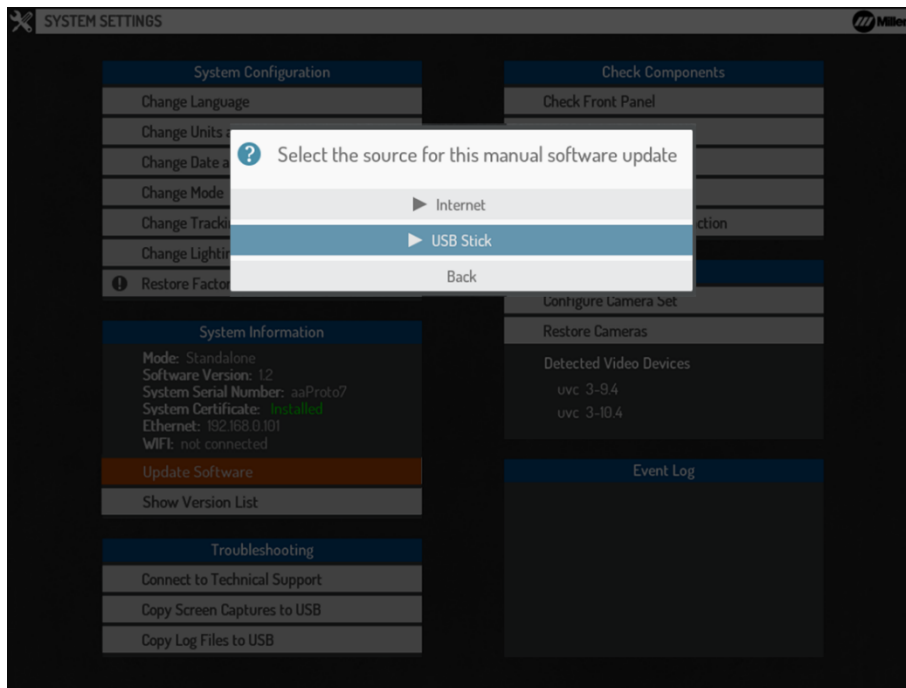 SYSTEM SETTINGS
Miller
System Configuration
Change Language
Change Units
Change Date
Change Mode
Change
Change
Restore
Select the source for this manual software update
Internet
USB Stick
Back
System Information
Mode: Standalone
Software Version: 1.2
System Serial Number: aaProto7
System Certificate: Installed
Ethernet: 192.168.0.101
WIFI: not connected
Update Software
Show Version List
Troubleshooting
Connect to Technical Support
Copy Screen Captures to USB
Copy Log Files to USB
Check Components
Check Front Panel
Configure Camera Set
Restore Cameras
Detected Video Devices
uvc 3-9.4
uvc 3-10.4
Event Log